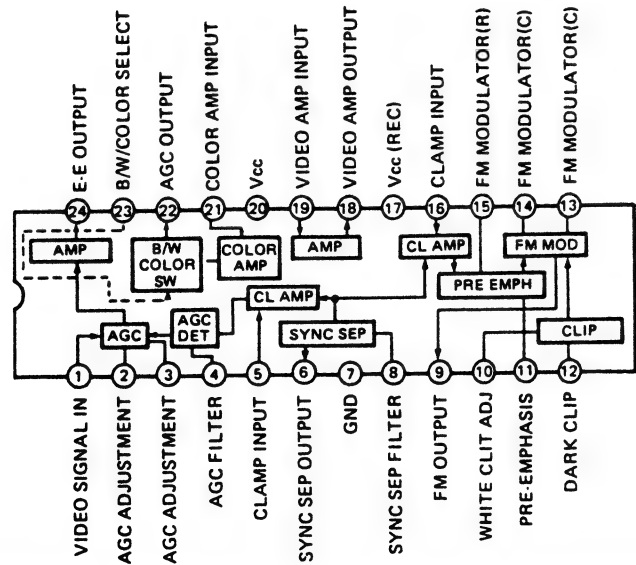 E-E OUTPUT
B/W/COLOR SELECT
AGC OUTPUT
COLOR AMP INPUT
Vcc
VIDEO AMP INPUT
VIDEO AMP OUTPUT
Vcc (REC)
CLAMP INPUT
FM MODULATOR(R)
FM MODULATOR(C)
FM MODULATOR(C)
24 23 22 21 20 19 18 17 16 15 14 13
AMP
B/W
COLOR
SW
COLOR
AMP
AMP
CL AMP
FM MOD
PRE EMPH
CL AMP
AGC
AGC
DET
SYNC SEP
CLIP
1 2 3 4 5 6 7 8 9 10 11 12
VIDEO SIGNAL IN
AGC ADJUSTMENT
AGC ADJUSTMENT
AGC FILTER
CLAMP INPUT
SYNC SEP OUTPUT
GND
SYNC SEP FILTER
FM OUTPUT
WHITE CLIT ADJ
PRE-EMPHASIS
DARK CLIP